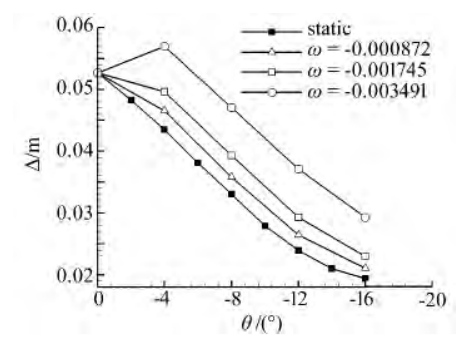 0.06
static
ω = -0.000872
0.05
ω = -0.001745
ω = -0.003491
Δ/m
0.04
0.03
0.02
0 -4 -8 -12 -16 -20
θ/(°)